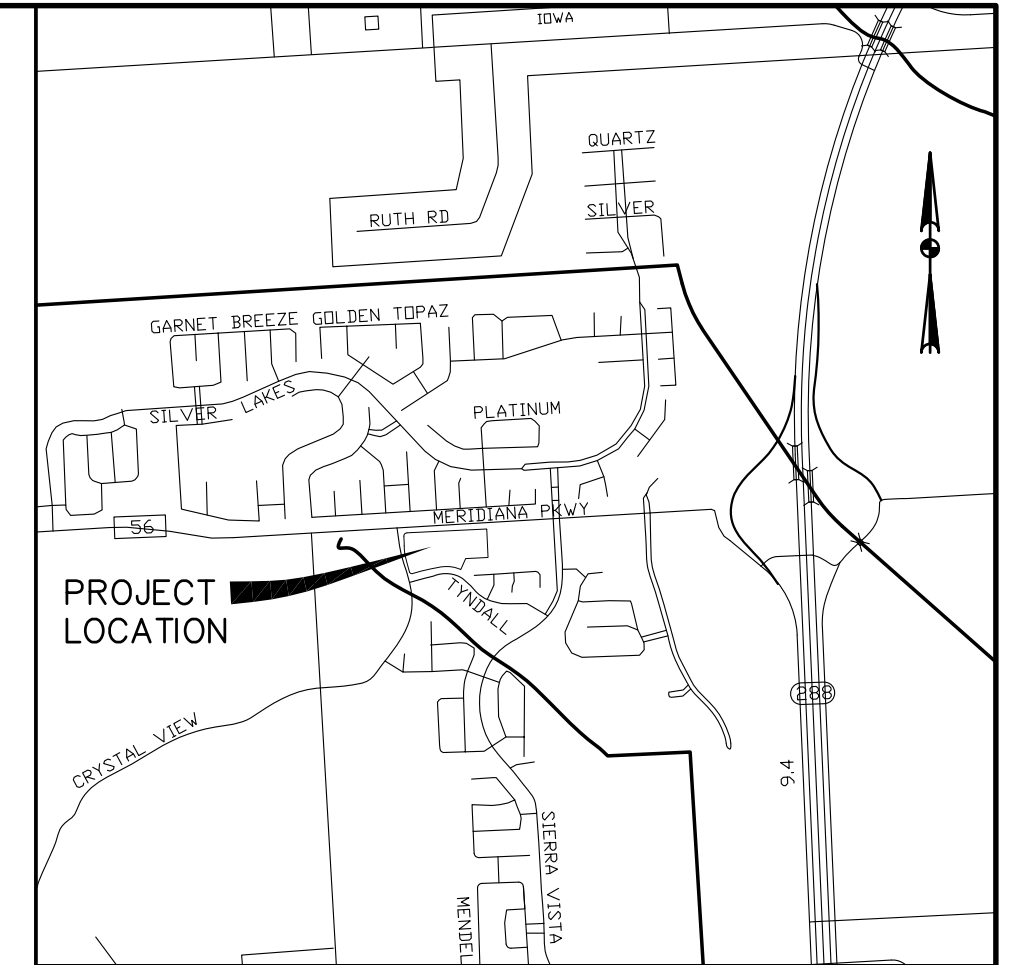 IOWA
QUARTZ
SILVER
RUTH RD
GARNET BREEZE
GOLDEN TOPAZ
SILVER LAKES
PLATINUM
MERIDIANA PKWY
56
PROJECT
LOCATION
TYNDALL
288
CRYSTAL VIEW
9.4
SIERRA VISTA
MENDEL